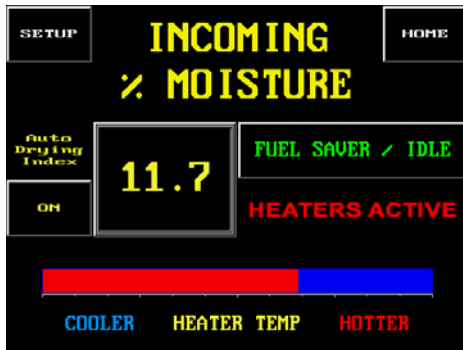 SETUP
INCOMING
HOME
% MOISTURE
Auto
Drying
Index
11.7
FUEL SAVER / IDLE
ON
HEATERS ACTIVE
COOLER
HEATER TEMP
HOTTER